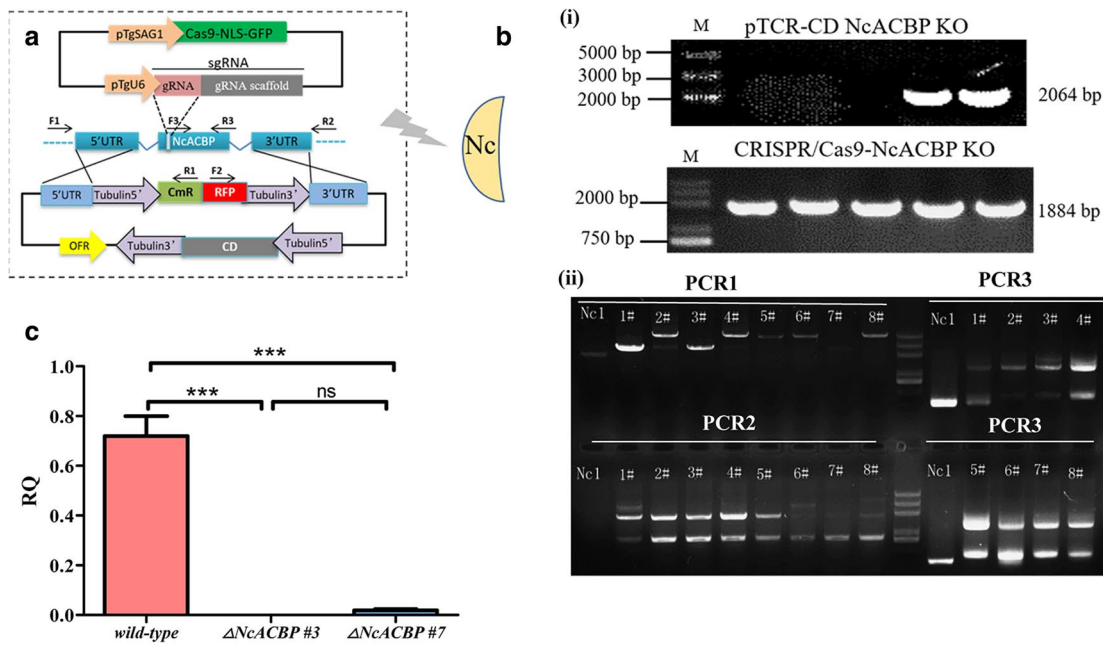 a
pTgSAG1 Cas9-NLS-GFP
sgRNA
pTgU6 gRNA gRNA scaffold
F1 F3 R3 R2
5'UTR NcACBP 3'UTR
R1 F2
5'UTR Tubulin5' CmR RFP Tubulin3' 3'UTR
OFR Tubulin3' CD Tubulin5'
Nc
b
(i)
M pTCR-CD NcACBP KO
5000 bp
3000 bp
2000 bp
2064 bp
M CRISPR/Cas9-NcACBP KO
2000 bp
1884 bp
750 bp
(ii)
PCR1 PCR3
Nc1 1# 2# 3# 4# 5# 6# 7# 8# Nc1 1# 2# 3# 4#
PCR2 PCR3
Nc1 1# 2# 3# 4# 5# 6# 7# 8# Nc1 5# 6# 7# 8#
c
***
*** ns
RQ
1.0
0.8
0.6
0.4
0.2
0.0
wild-type △NcACBP #3 △NcACBP #7